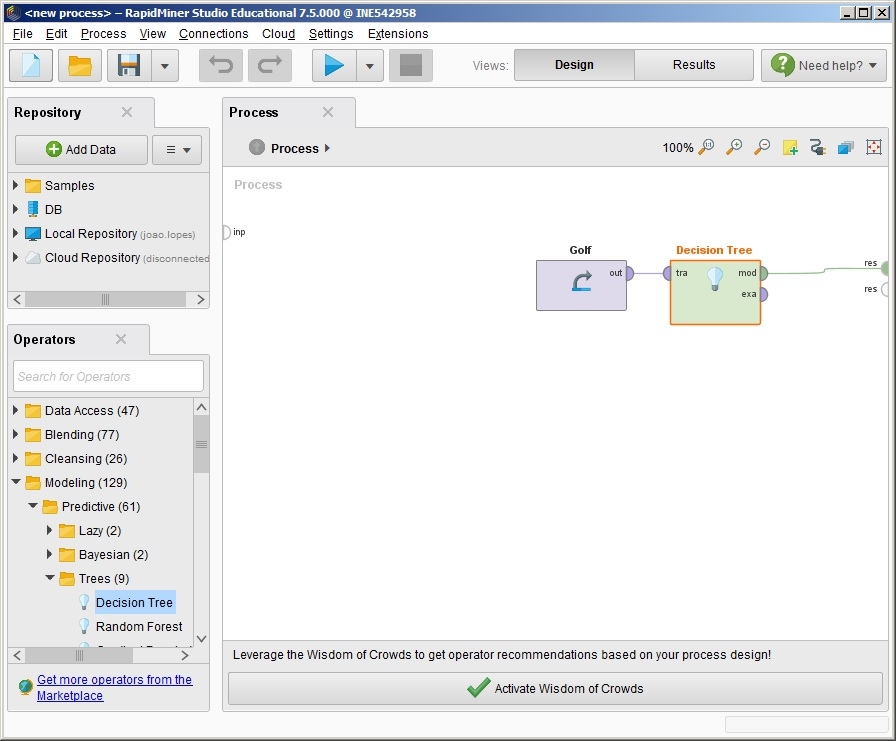 <new process> – RapidMiner Studio Educational 7.5.000 @ INE542958
File Edit Process View Connections Cloud Settings Extensions
Views: Design Results Need help?
Repository
Add Data
Samples
DB
Local Repository (joao.lopes)
Cloud Repository (disconnected
Operators
Search for Operators
Data Access (47)
Blending (77)
Cleansing (26)
Modeling (129)
Predictive (61)
Lazy (2)
Bayesian (2)
Trees (9)
Decision Tree
Random Forest
Get more operators from the
Marketplace
Process
Process
100%
Process
inp
Golf
out
Decision Tree
tra mod
exa
res
res
Leverage the Wisdom of Crowds to get operator recommendations based on your process design!
Activate Wisdom of Crowds